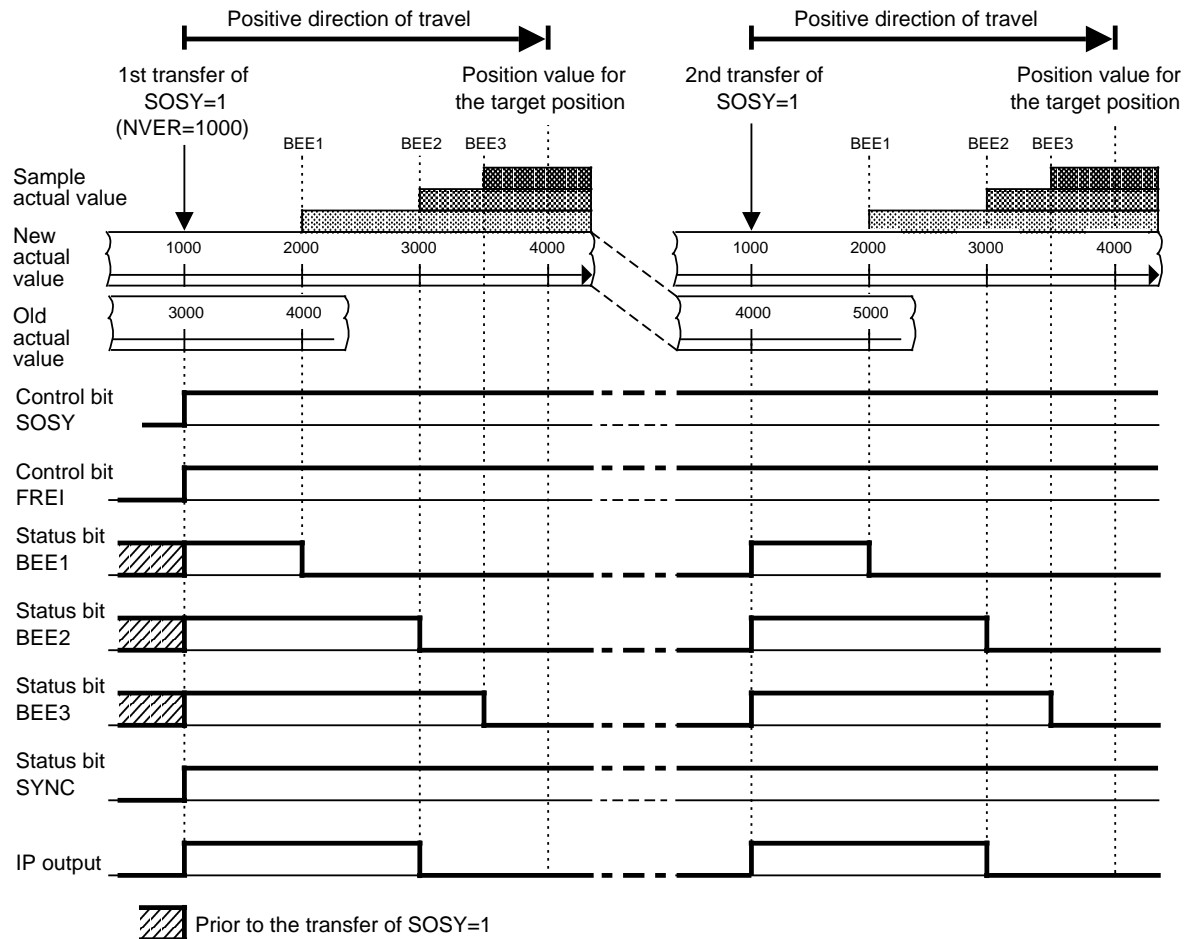 Positive direction of travel
Positive direction of travel
1st transfer of
SOSY=1
(NVER=1000)
Position value for
the target position
2nd transfer of
SOSY=1
Position value for
the target position
BEE1
BEE2
BEE3
BEE1
BEE2
BEE3
Sample
actual value
New
actual
value
1000
2000
3000
4000
1000
2000
3000
4000
Old
actual
value
3000
4000
4000
5000
Control bit
SOSY
Control bit
FREI
Status bit
BEE1
Status bit
BEE2
Status bit
BEE3
Status bit
SYNC
IP output
Prior to the transfer of SOSY=1